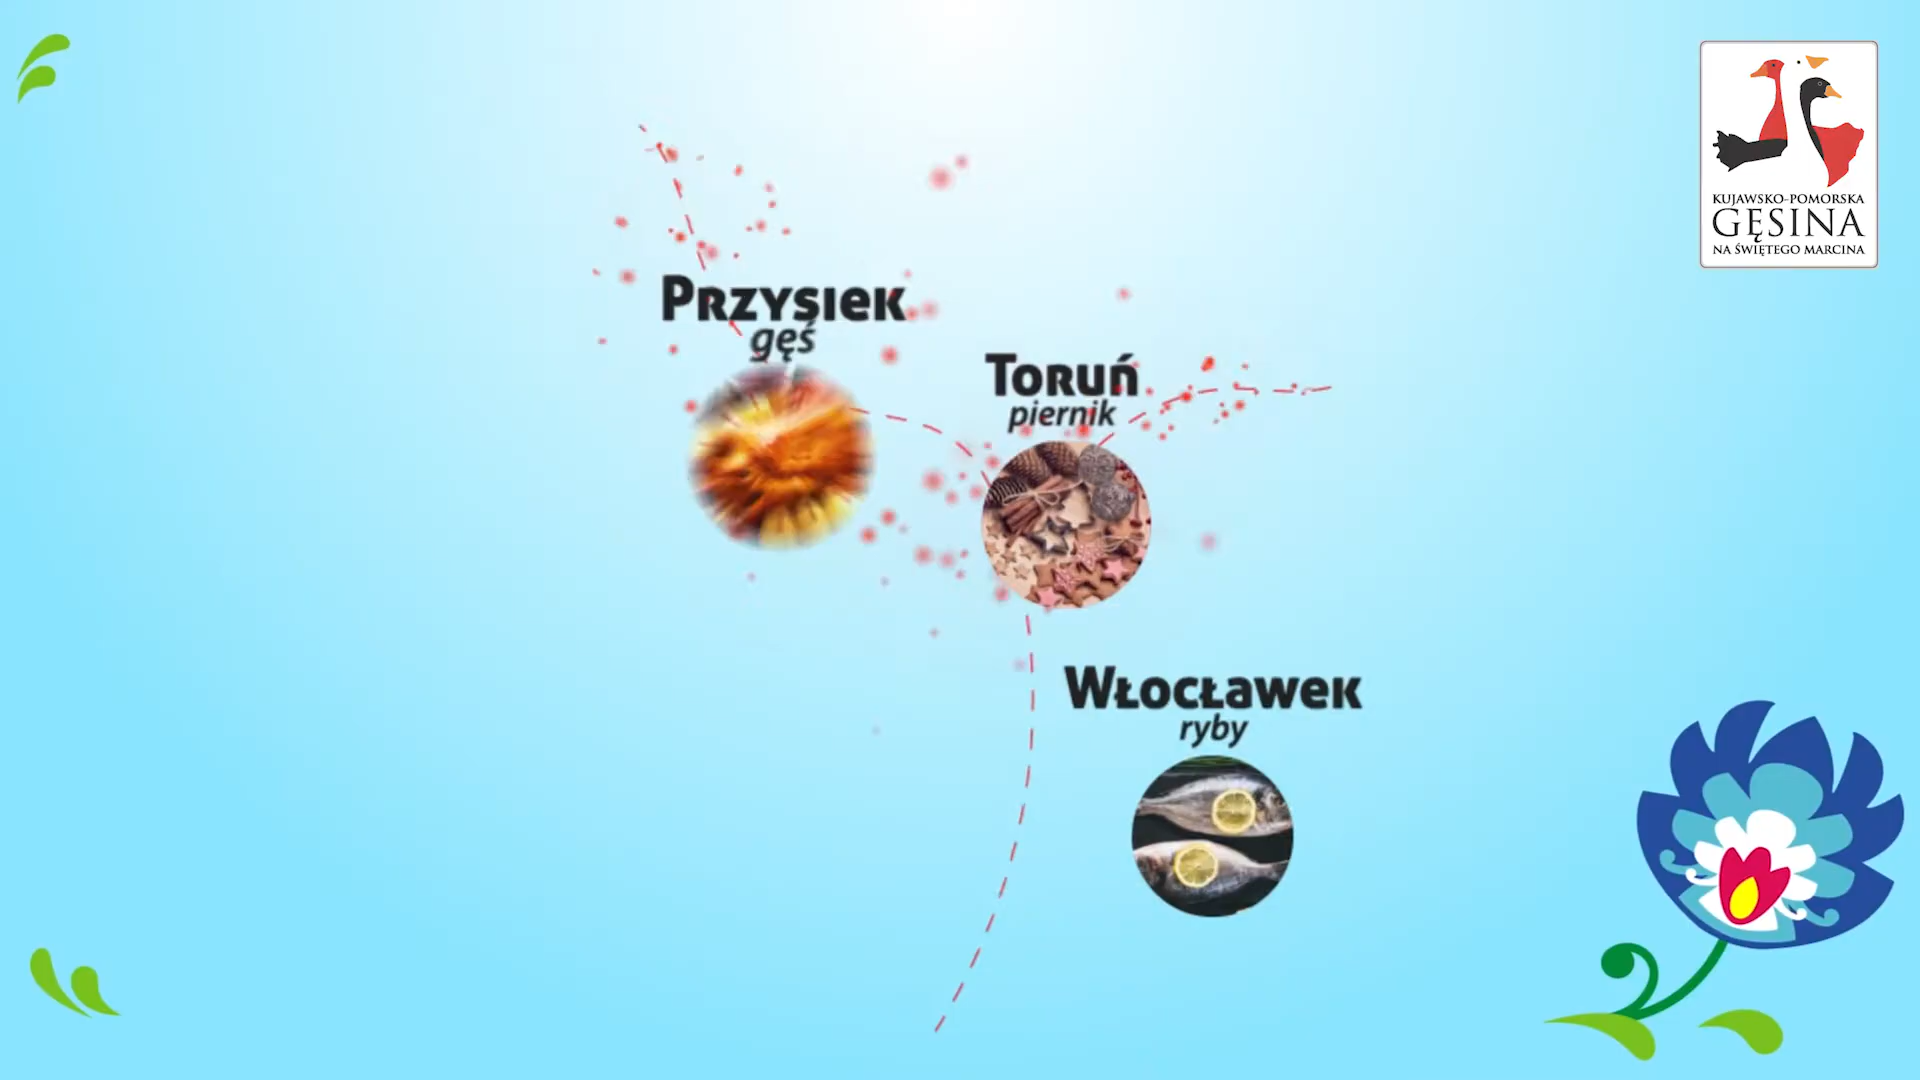 Przysiek
gęś
Toruń
piernik
Włocławek
ryby
KUJAWSKO-POMORSKA
GĘSINA
NA ŚWIĘTEGO MARCINA